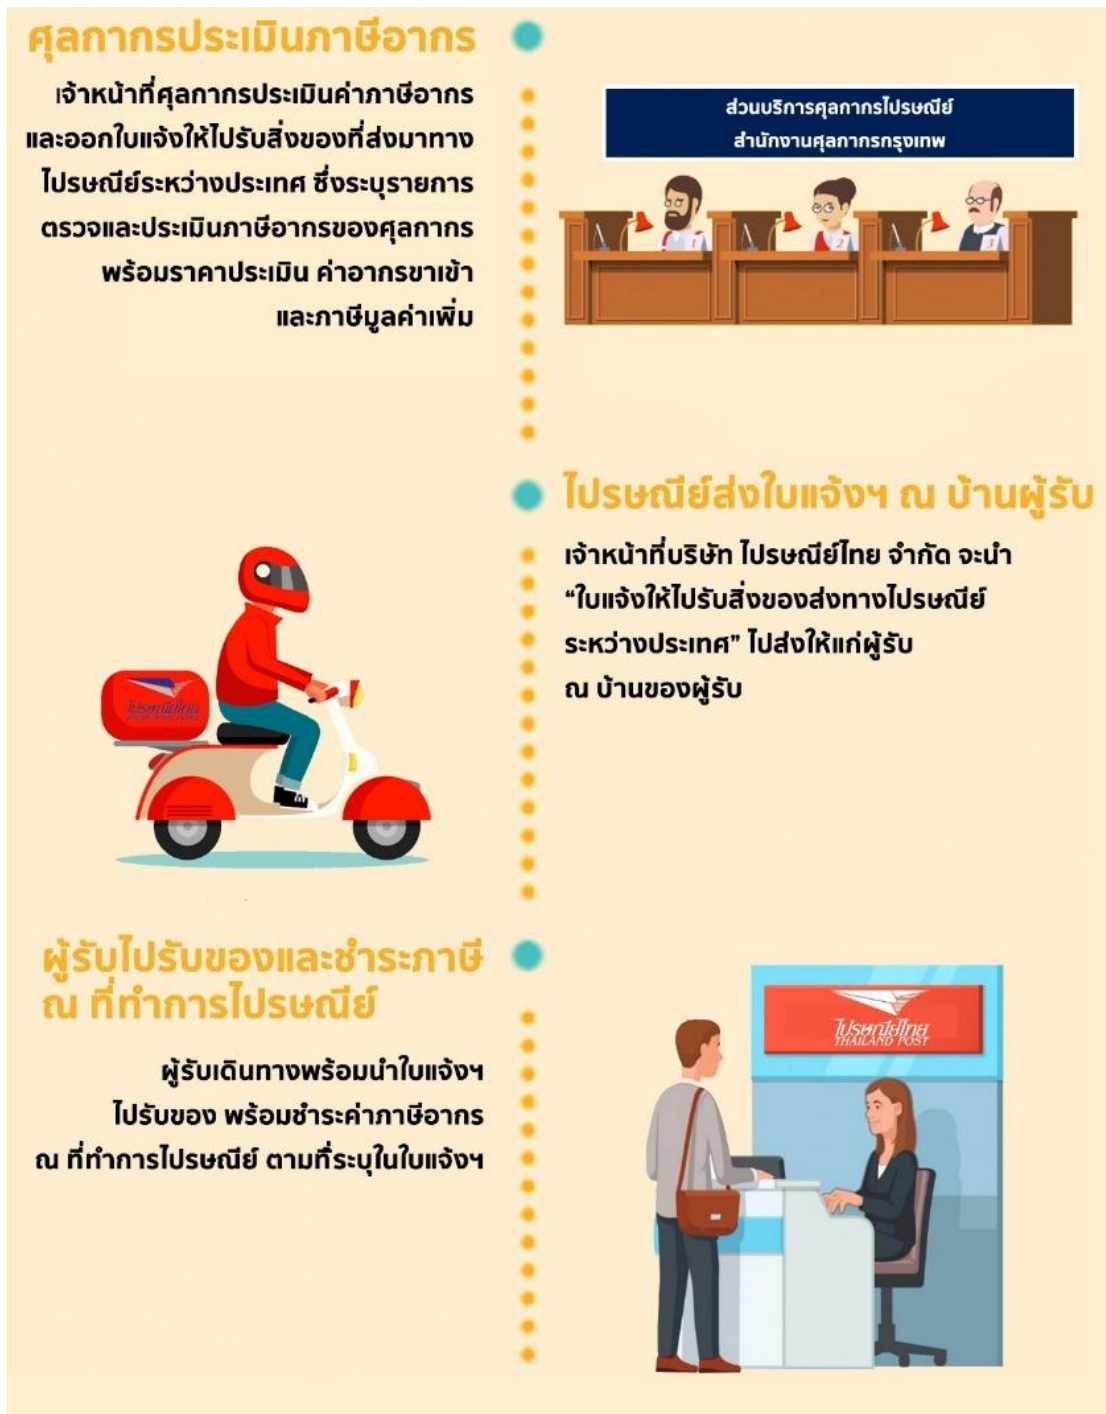 ศุลกากรประเมินภาษีอากร
เจ้าหน้าที่ศุลกากรประเมินค่าภาษีอากร
และออกใบแจ้งให้ไปรับสิ่งของที่ส่งมาทาง
ไปรษณีย์ระหว่างประเทศ ซึ่งระบุรายการ
ตรวจและประเมินภาษีอากรของศุลกากร
พร้อมราคาประเมิน ค่าอากรขาเข้า
และภาษีมูลค่าเพิ่ม
ส่วนบริการศุลกากรไปรษณีย์
สำนักงานศุลกากรกรุงเทพ
1
2
3
ไปรษณีย์ส่งใบแจ้งฯ ณ บ้านผู้รับ
เจ้าหน้าที่บริษัท ไปรษณีย์ไทย จำกัด จะนำ
“ใบแจ้งให้ไปรับสิ่งของส่งทางไปรษณีย์
ระหว่างประเทศ” ไปส่งให้แก่ผู้รับ
ณ บ้านของผู้รับ
ไปรษณีย์ไทย
THAILAND POST
ผู้รับไปรับของและชำระภาษี
ณ ที่ทำการไปรษณีย์
ผู้รับเดินทางพร้อมนำใบแจ้งฯ
ไปรับของ พร้อมชำระค่าภาษีอากร
ณ ที่ทำการไปรษณีย์ ตามที่ระบุในใบแจ้งฯ
ไปรษณีย์ไทย
THAILAND POST